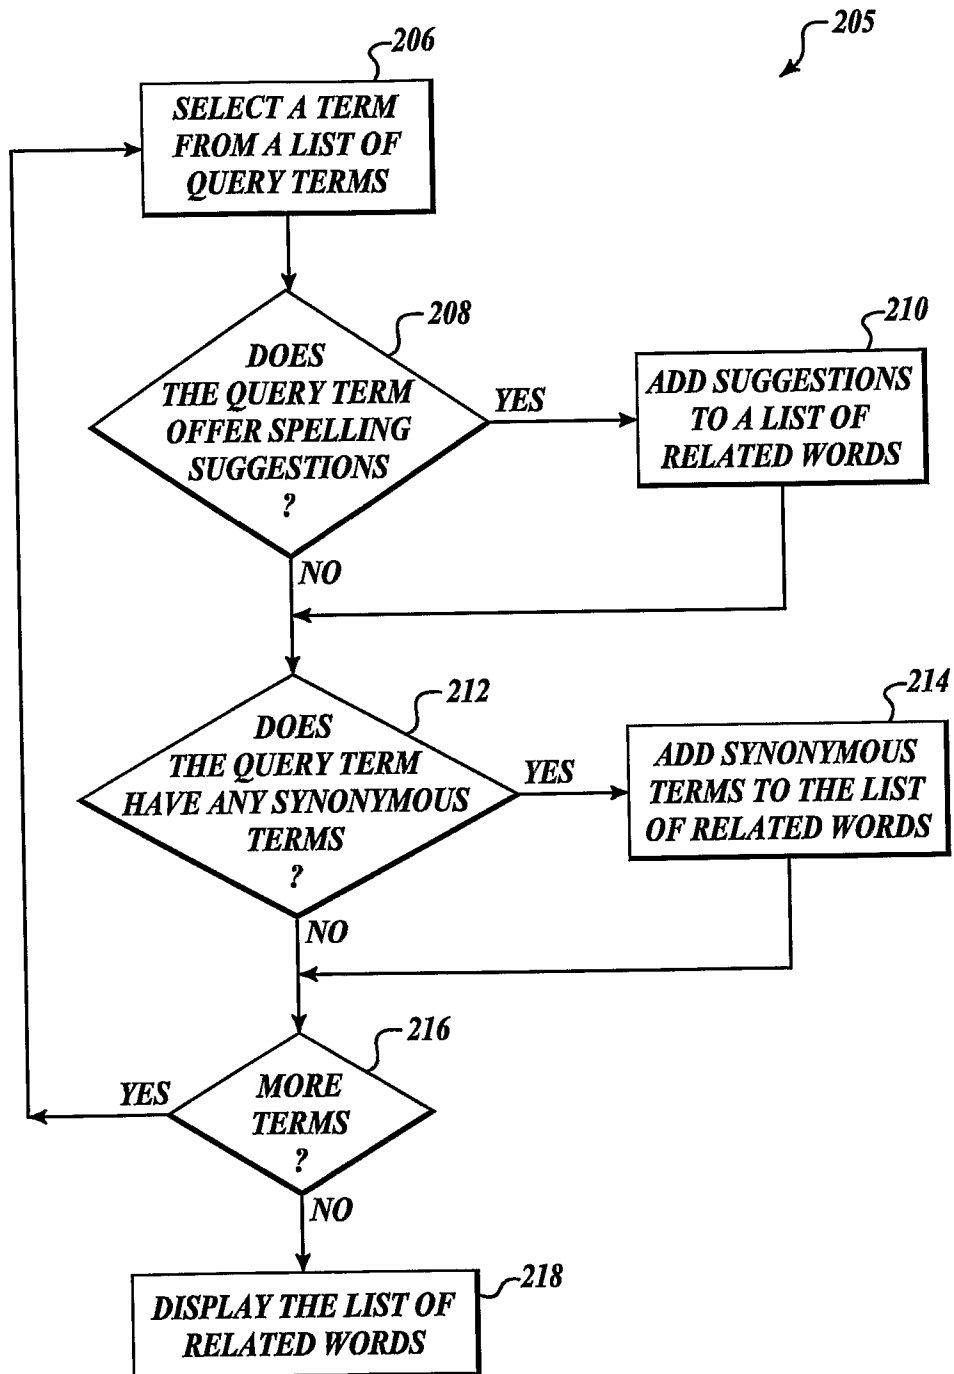 205
206
SELECT A TERM
FROM A LIST OF
QUERY TERMS
208
DOES
THE QUERY TERM
OFFER SPELLING
SUGGESTIONS
?
YES
210
ADD SUGGESTIONS
TO A LIST OF
RELATED WORDS
NO
212
DOES
THE QUERY TERM
HAVE ANY SYNONYMOUS
TERMS
?
YES
214
ADD SYNONYMOUS
TERMS TO THE LIST
OF RELATED WORDS
NO
216
MORE
TERMS
?
YES
NO
218
DISPLAY THE LIST OF
RELATED WORDS